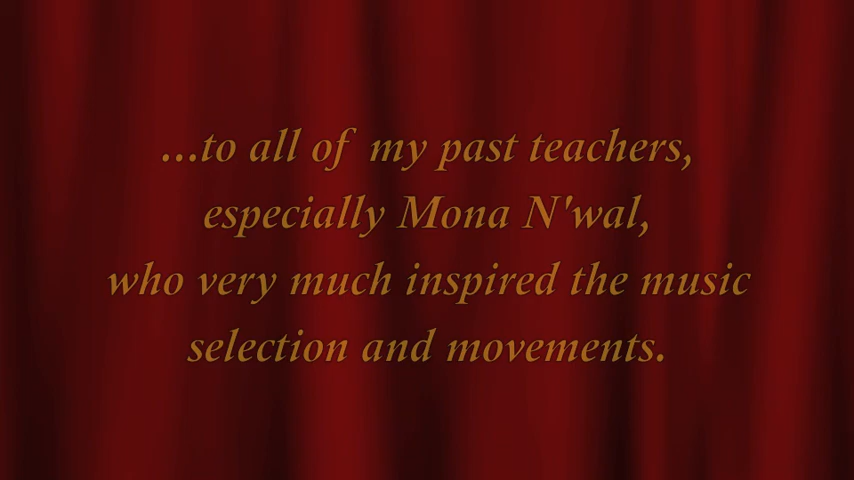 ...to all of my past teachers,
especially Mona N'wal,
who very much inspired the music
selection and movements.